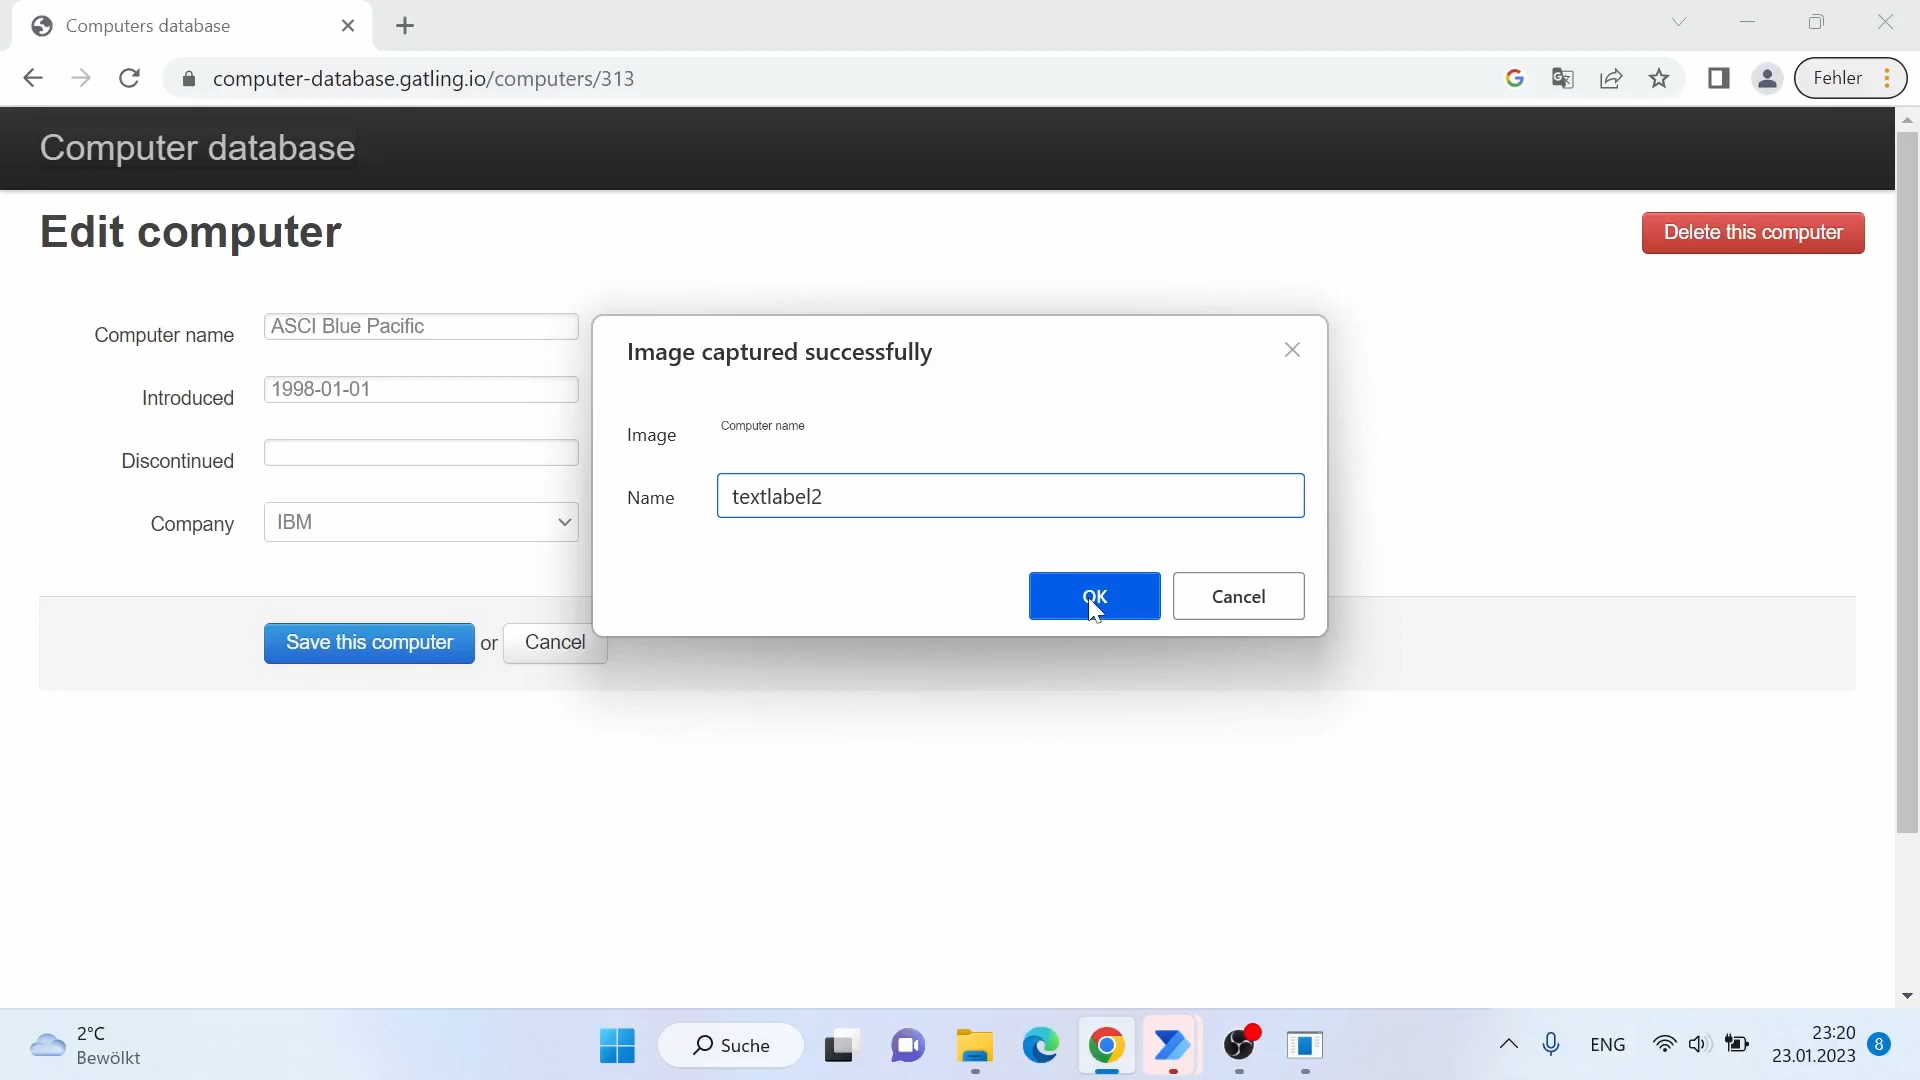 Computers database
computer-database.gatling.io/computers/313
Fehler
Computer database
Edit computer
Delete this computer
Computer name
ASCI Blue Pacific
Introduced
1998-01-01
Discontinued
Company
IBM
Save this computer
or
Cancel
Image captured successfully
Image
Computer name
Name
textlabel2
OK
Cancel
2°C
Bewölkt
Suche
ENG
23:20
23.01.2023
8